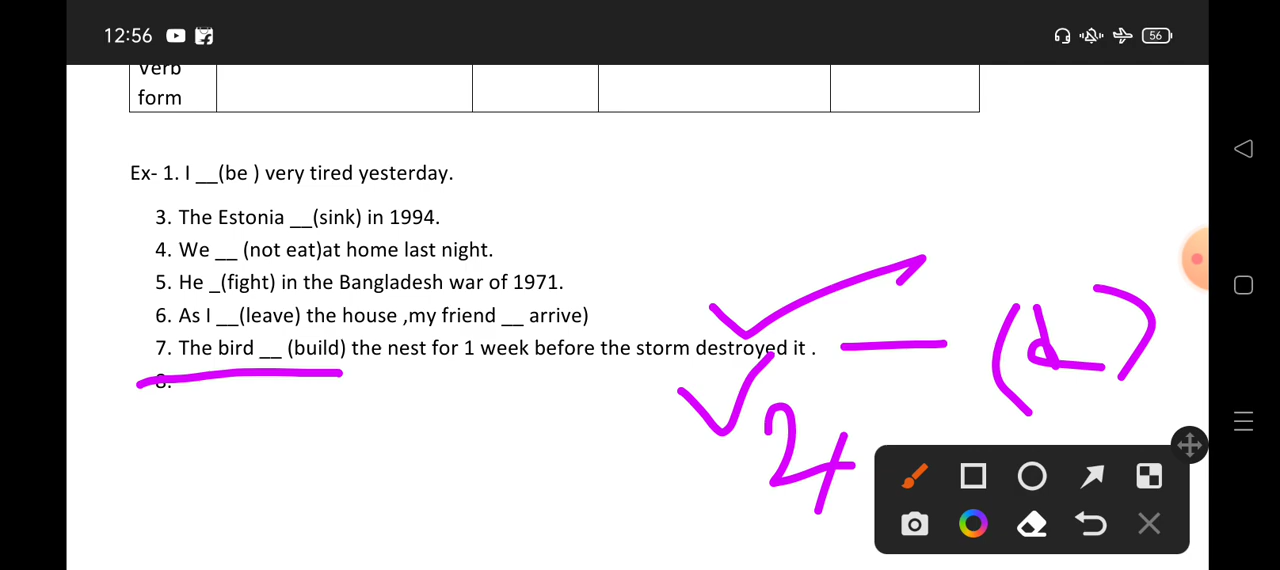 12:56
56
Verb
form
Ex- 1. I __(be ) very tired yesterday.
3. The Estonia __(sink) in 1994.
4. We __ (not eat)at home last night.
5. He _(fight) in the Bangladesh war of 1971.
6. As I __(leave) the house ,my friend __ arrive)
7. The bird __ (build) the nest for 1 week before the storm destroyed it .
8.